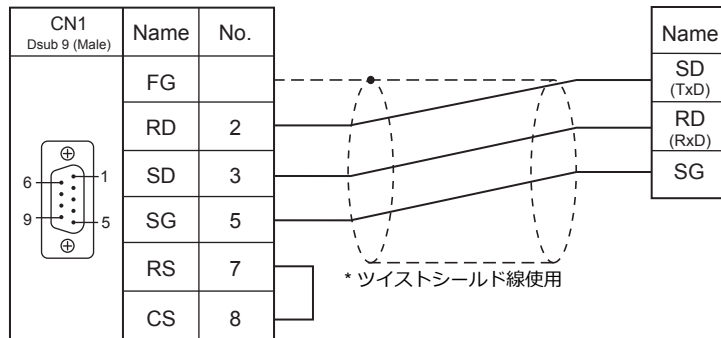 CN1
Dsub 9 (Male)
Name
No.
Name
FG
SD
(TxD)
RD
2
RD
(RxD)
SD
3
SG
SG
5
RS
7
CS
8
6
1
9
5
* ツイストシールド線使用